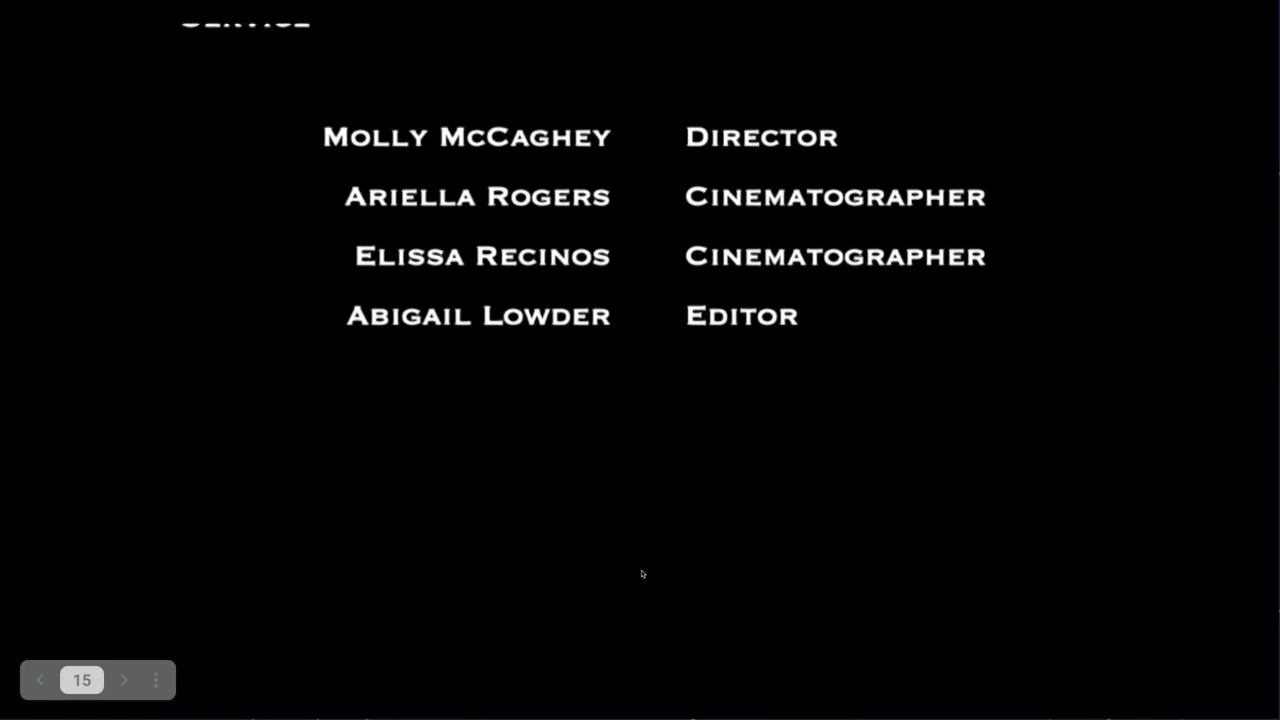 Molly McCaghey Director
Ariella Rogers Cinematographer
Elissa Recinos Cinematographer
Abigail Lowder Editor
15